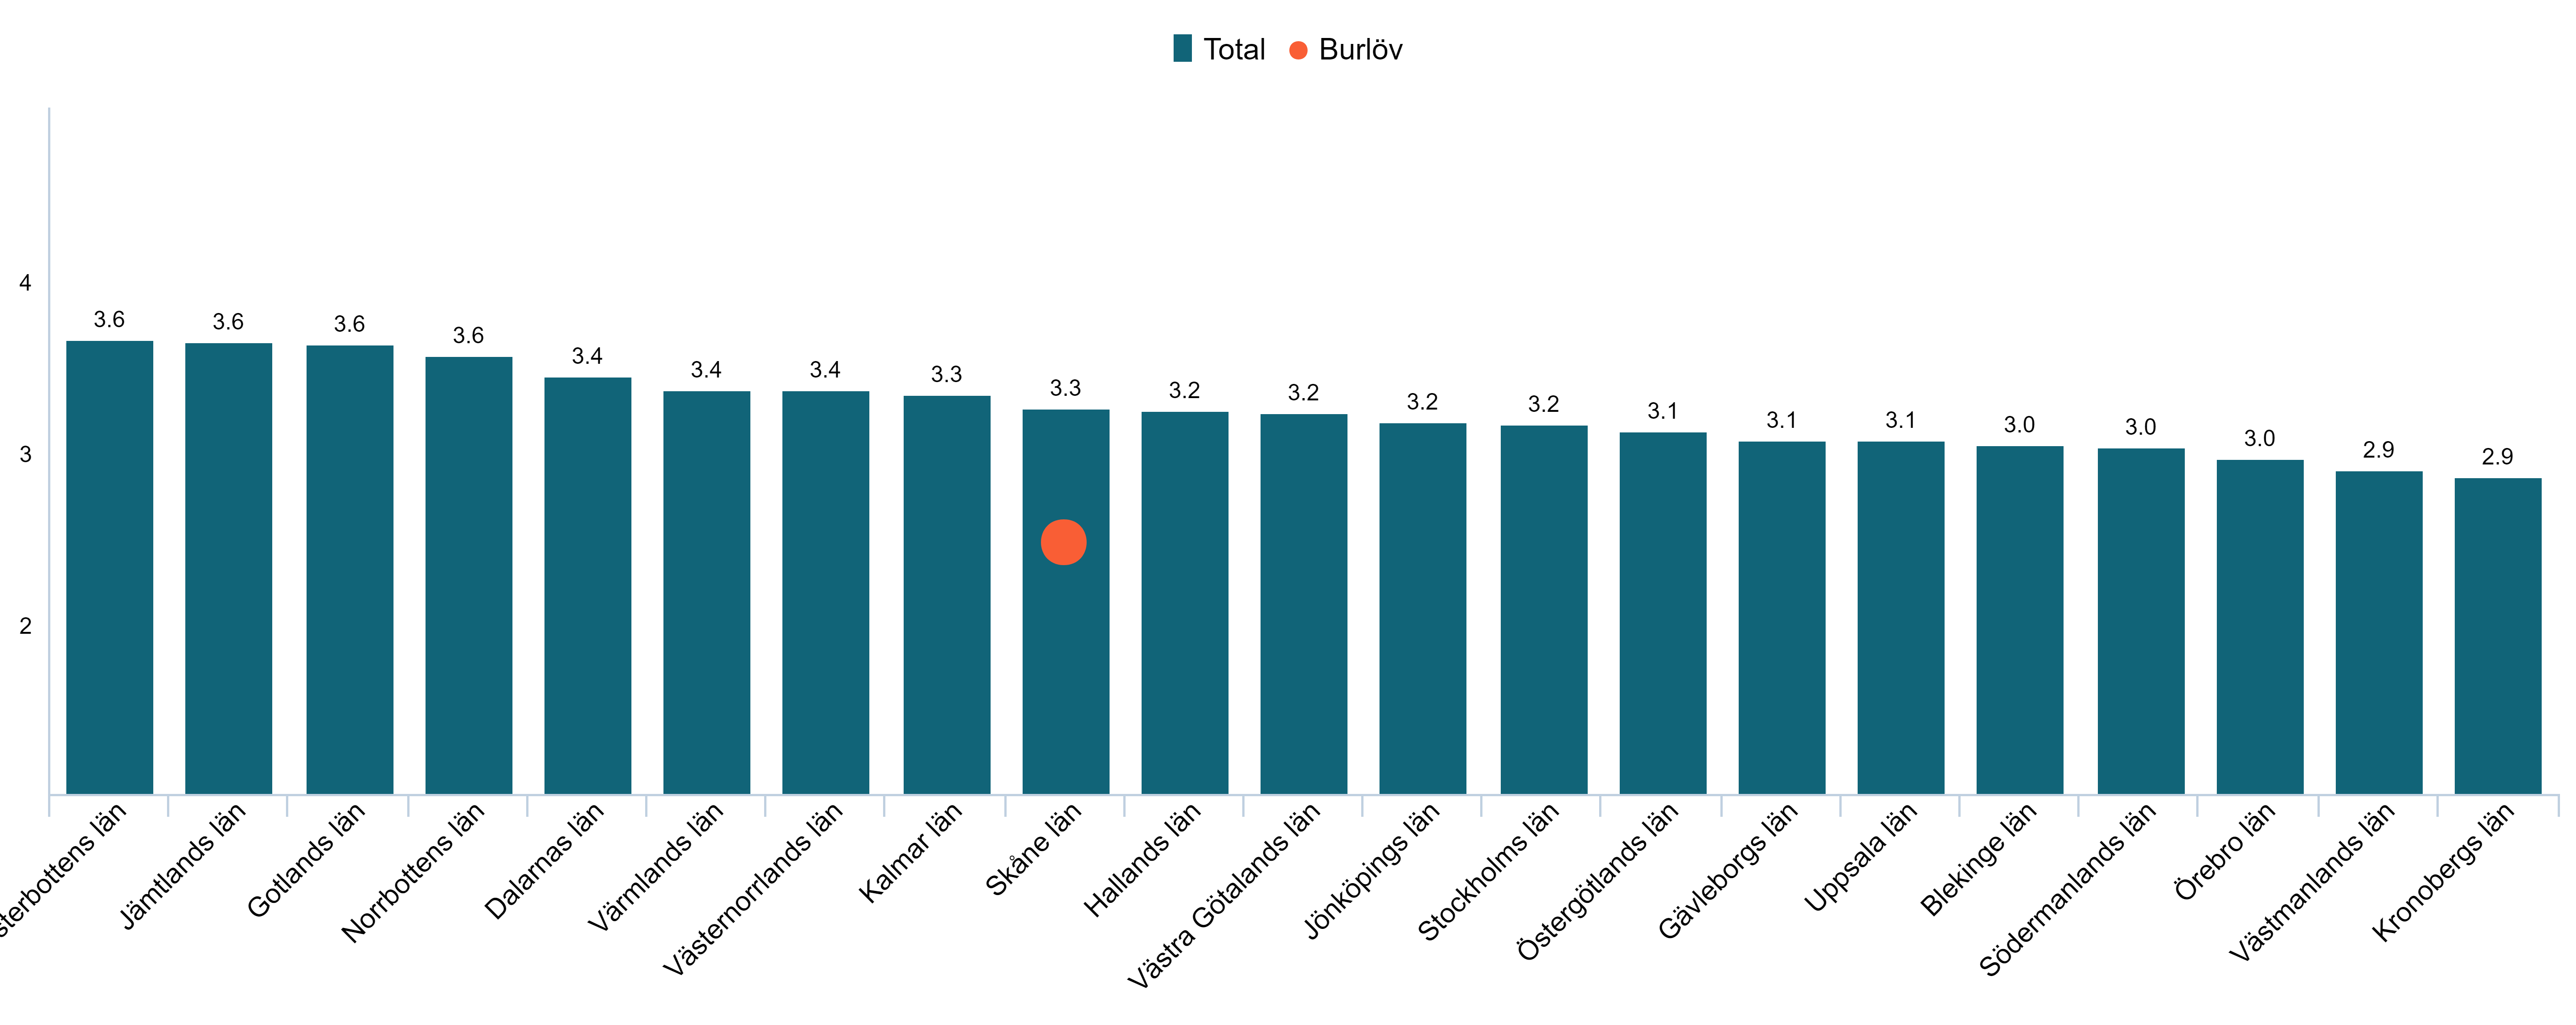 Total Burlöv
4
3
2
3.6 3.6 3.6 3.6 3.4 3.4 3.4 3.3 3.3 3.2 3.2 3.2 3.2 3.1 3.1 3.1 3.0 3.0 3.0 2.9 2.9
sterbottens län
Jämtlands län
Gotlands län
Norrbottens län
Dalarnas län
Värmlands län
Västernorrlands län
Kalmar län
Skåne län
Hallands län
Västra Götalands län
Jönköpings län
Stockholms län
Östergötlands län
Gävleborgs län
Uppsala län
Blekinge län
Södermanlands län
Örebro län
Västmanlands län
Kronobergs län